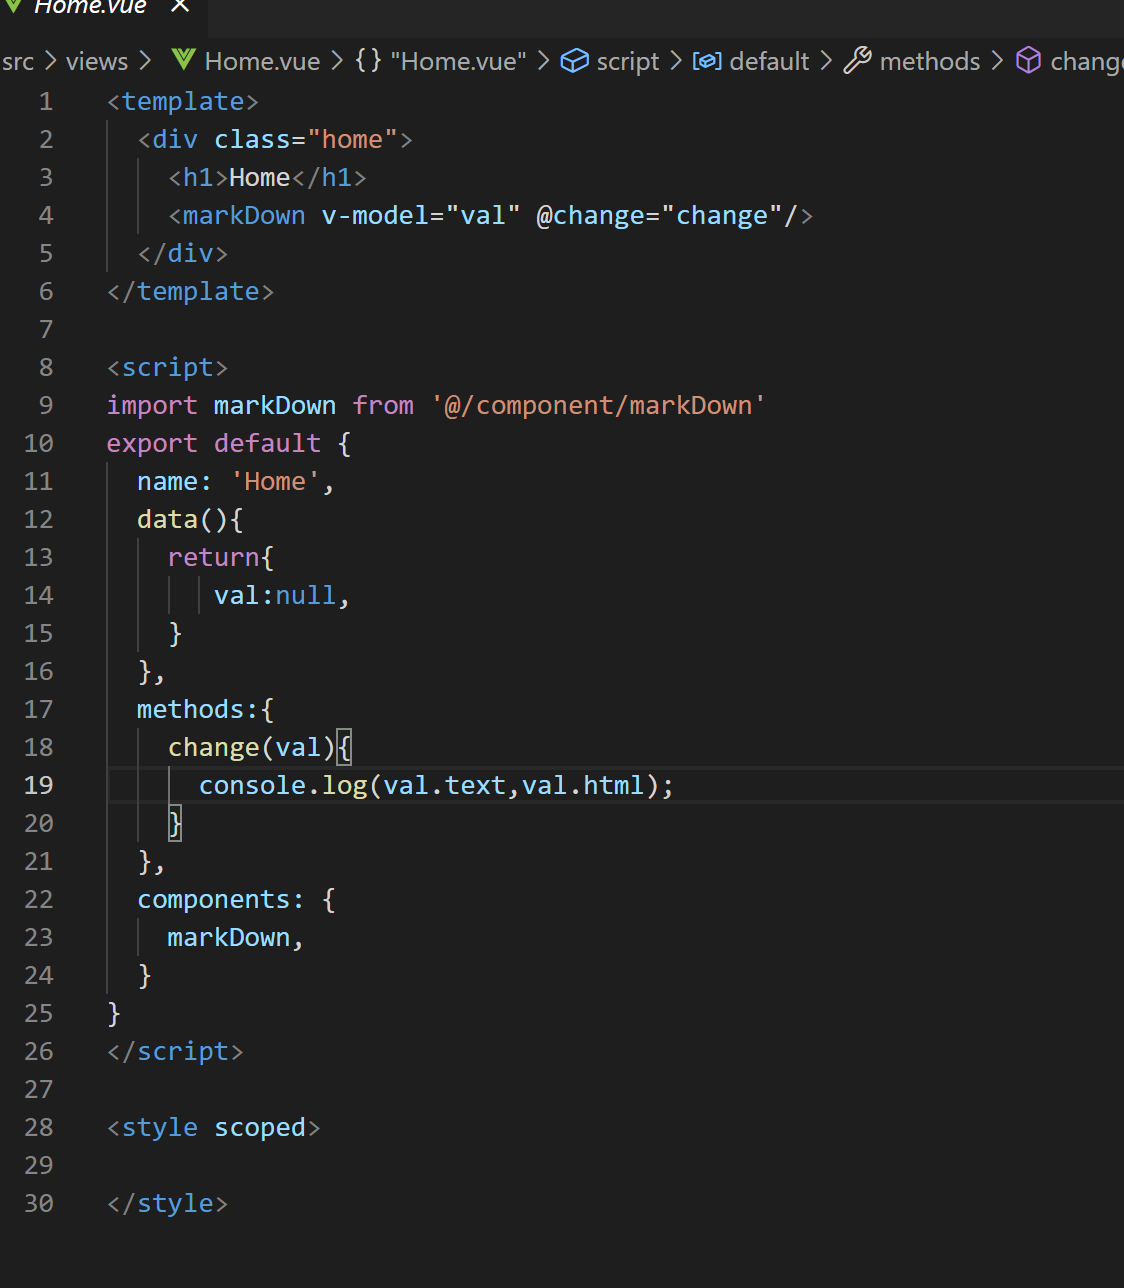 Home.vue
src > views > Home.vue > {} "Home.vue" > script > default > methods > chang
1 <template>
2   <div class="home">
3     <h1>Home</h1>
4     <markDown v-model="val" @change="change"/>
5   </div>
6 </template>
7
8 <script>
9 import markDown from '@/component/markDown'
10 export default {
11   name: 'Home',
12   data(){
13     return{
14        val:null,
15     }
16   },
17   methods:{
18     change(val){
19       console.log(val.text,val.html);
20     }
21   },
22   components: {
23     markDown,
24   }
25 }
26 </script>
27
28 <style scoped>
29
30 </style>